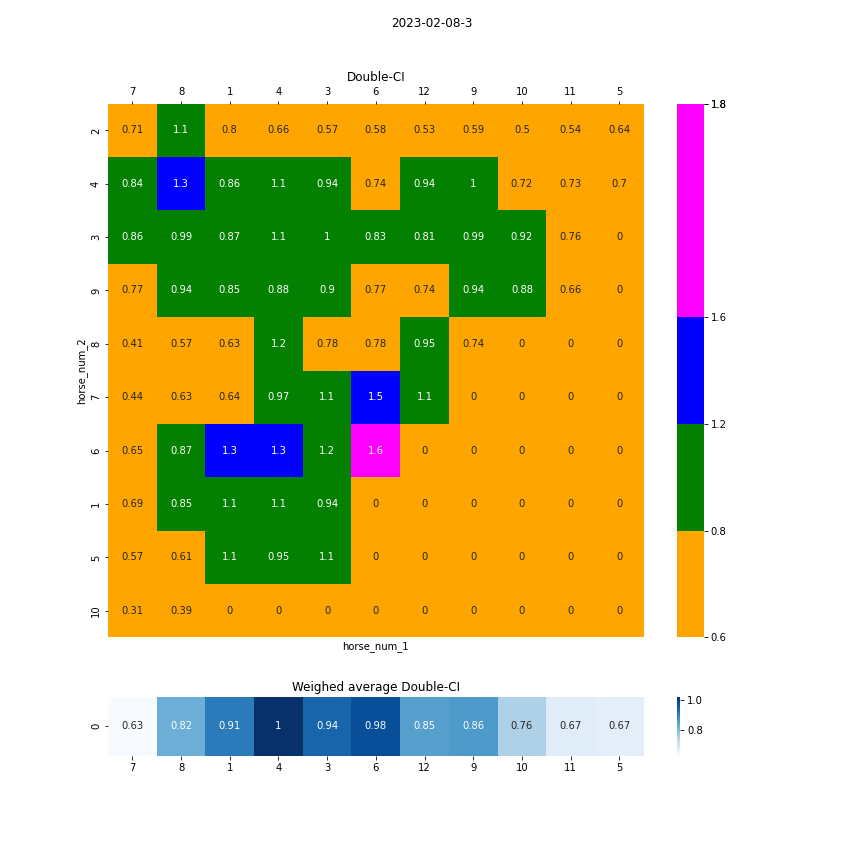 2023-02-08-3
Double-CI
7 8 1 4 3 6 12 9 10 11 5
2 0.71 1.1 0.8 0.66 0.57 0.58 0.53 0.59 0.5 0.54 0.64
4 0.84 1.3 0.86 1.1 0.94 0.74 0.94 1 0.72 0.73 0.7
3 0.86 0.99 0.87 1.1 1 0.83 0.81 0.99 0.92 0.76 0
9 0.77 0.94 0.85 0.88 0.9 0.77 0.74 0.94 0.88 0.66 0
8 0.41 0.57 0.63 1.2 0.78 0.78 0.95 0.74 0 0 0
7 0.44 0.63 0.64 0.97 1.1 1.5 1.1 0 0 0 0
6 0.65 0.87 1.3 1.3 1.2 1.6 0 0 0 0 0
1 0.69 0.85 1.1 1.1 0.94 0 0 0 0 0 0
5 0.57 0.61 1.1 0.95 1.1 0 0 0 0 0 0
10 0.31 0.39 0 0 0 0 0 0 0 0 0
horse_num_2
horse_num_1
1.8
1.6
1.2
0.8
0.6
Weighed average Double-CI
0 0.63 0.82 0.91 1 0.94 0.98 0.85 0.86 0.76 0.67 0.67
7 8 1 4 3 6 12 9 10 11 5
1.0
0.8